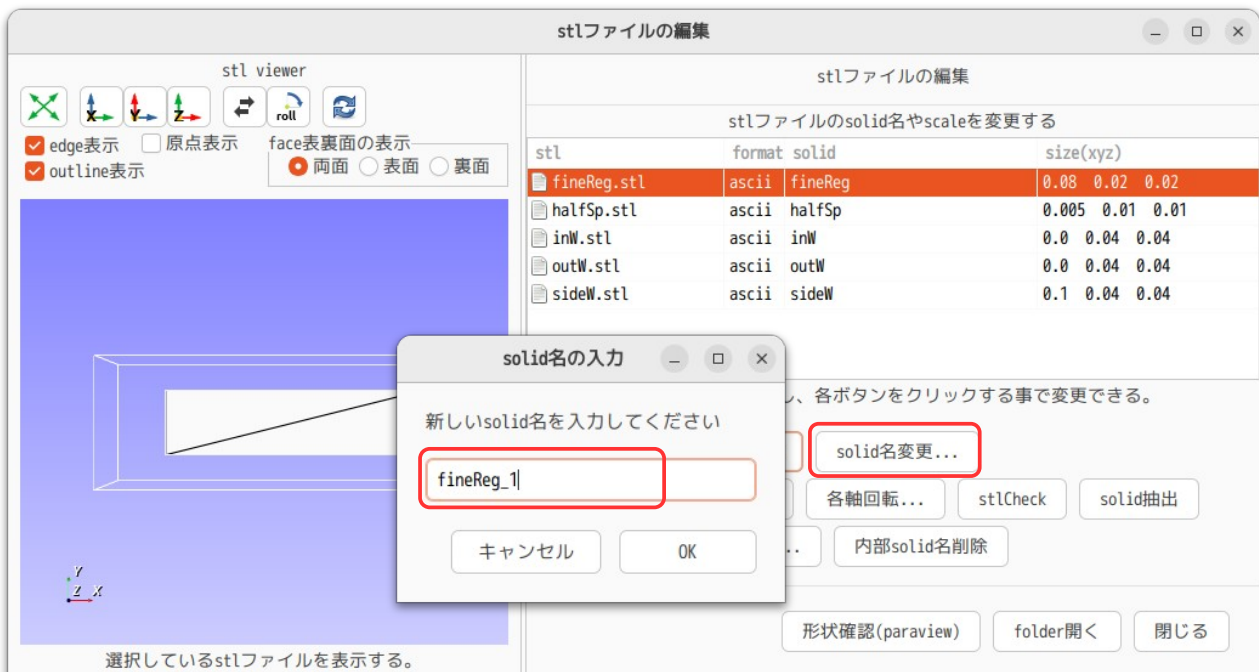 stlファイルの編集
stl viewer
X Y Z roll
edge表示 原点表示
outline表示
face表裏面の表示
両面 表面 裏面
Y
Z X
選択しているstlファイルを表示する。
stlファイルの編集
stlファイルのsolid名やscaleを変更する
stl format solid size(xyz)
fineReg.stl ascii fineReg 0.08 0.02 0.02
halfSp.stl ascii halfSp 0.005 0.01 0.01
inW.stl ascii inW 0.0 0.04 0.04
outW.stl ascii outW 0.0 0.04 0.04
sideW.stl ascii sideW 0.1 0.04 0.04
、各ボタンをクリックする事で変更できる。
solid名変更...
各軸回転... stlCheck solid抽出
内部solid名削除
形状確認(paraview) folder開く 閉じる
solid名の入力
新しいsolid名を入力してください
fineReg_1
キャンセル OK